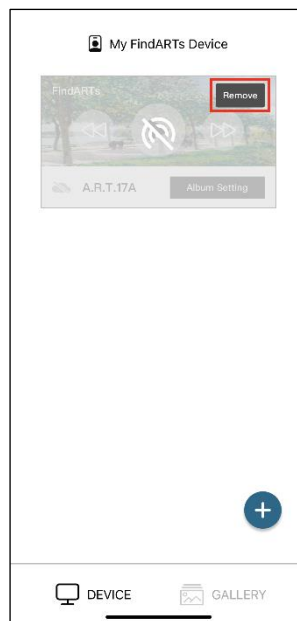 My FindARTs Device
FindARTs
Remove
A.R.T.17A
Album Setting
DEVICE
GALLERY